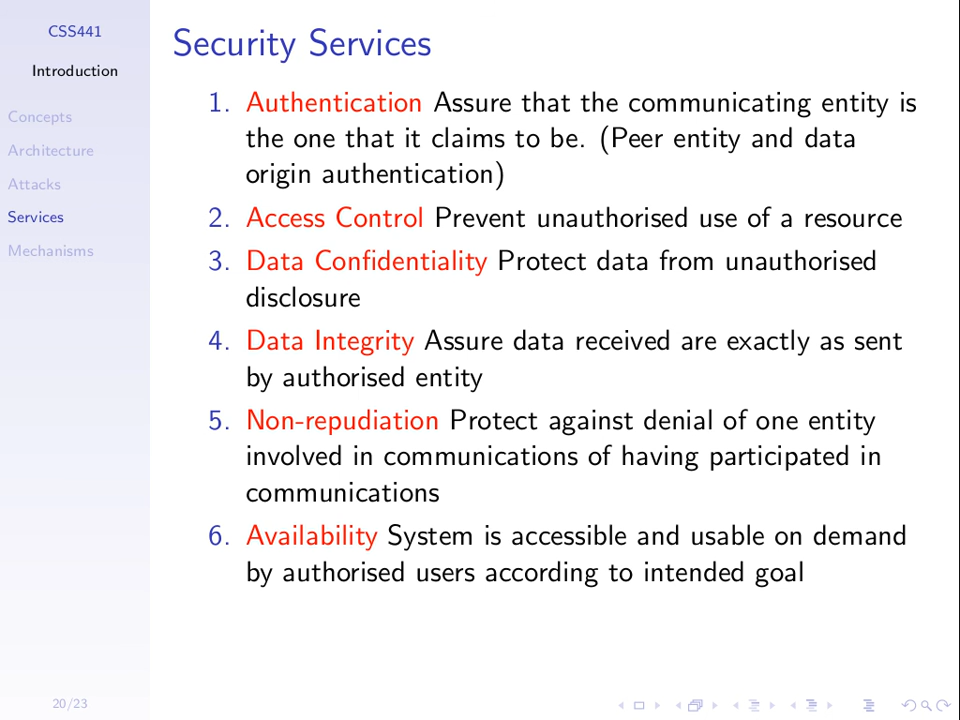 CSS441
Introduction
Concepts
Architecture
Attacks
Services
Mechanisms
Security Services
1. Authentication Assure that the communicating entity is
the one that it claims to be. (Peer entity and data
origin authentication)
2. Access Control Prevent unauthorised use of a resource
3. Data Confidentiality Protect data from unauthorised
disclosure
4. Data Integrity Assure data received are exactly as sent
by authorised entity
5. Non-repudiation Protect against denial of one entity
involved in communications of having participated in
communications
6. Availability System is accessible and usable on demand
by authorised users according to intended goal
20/23